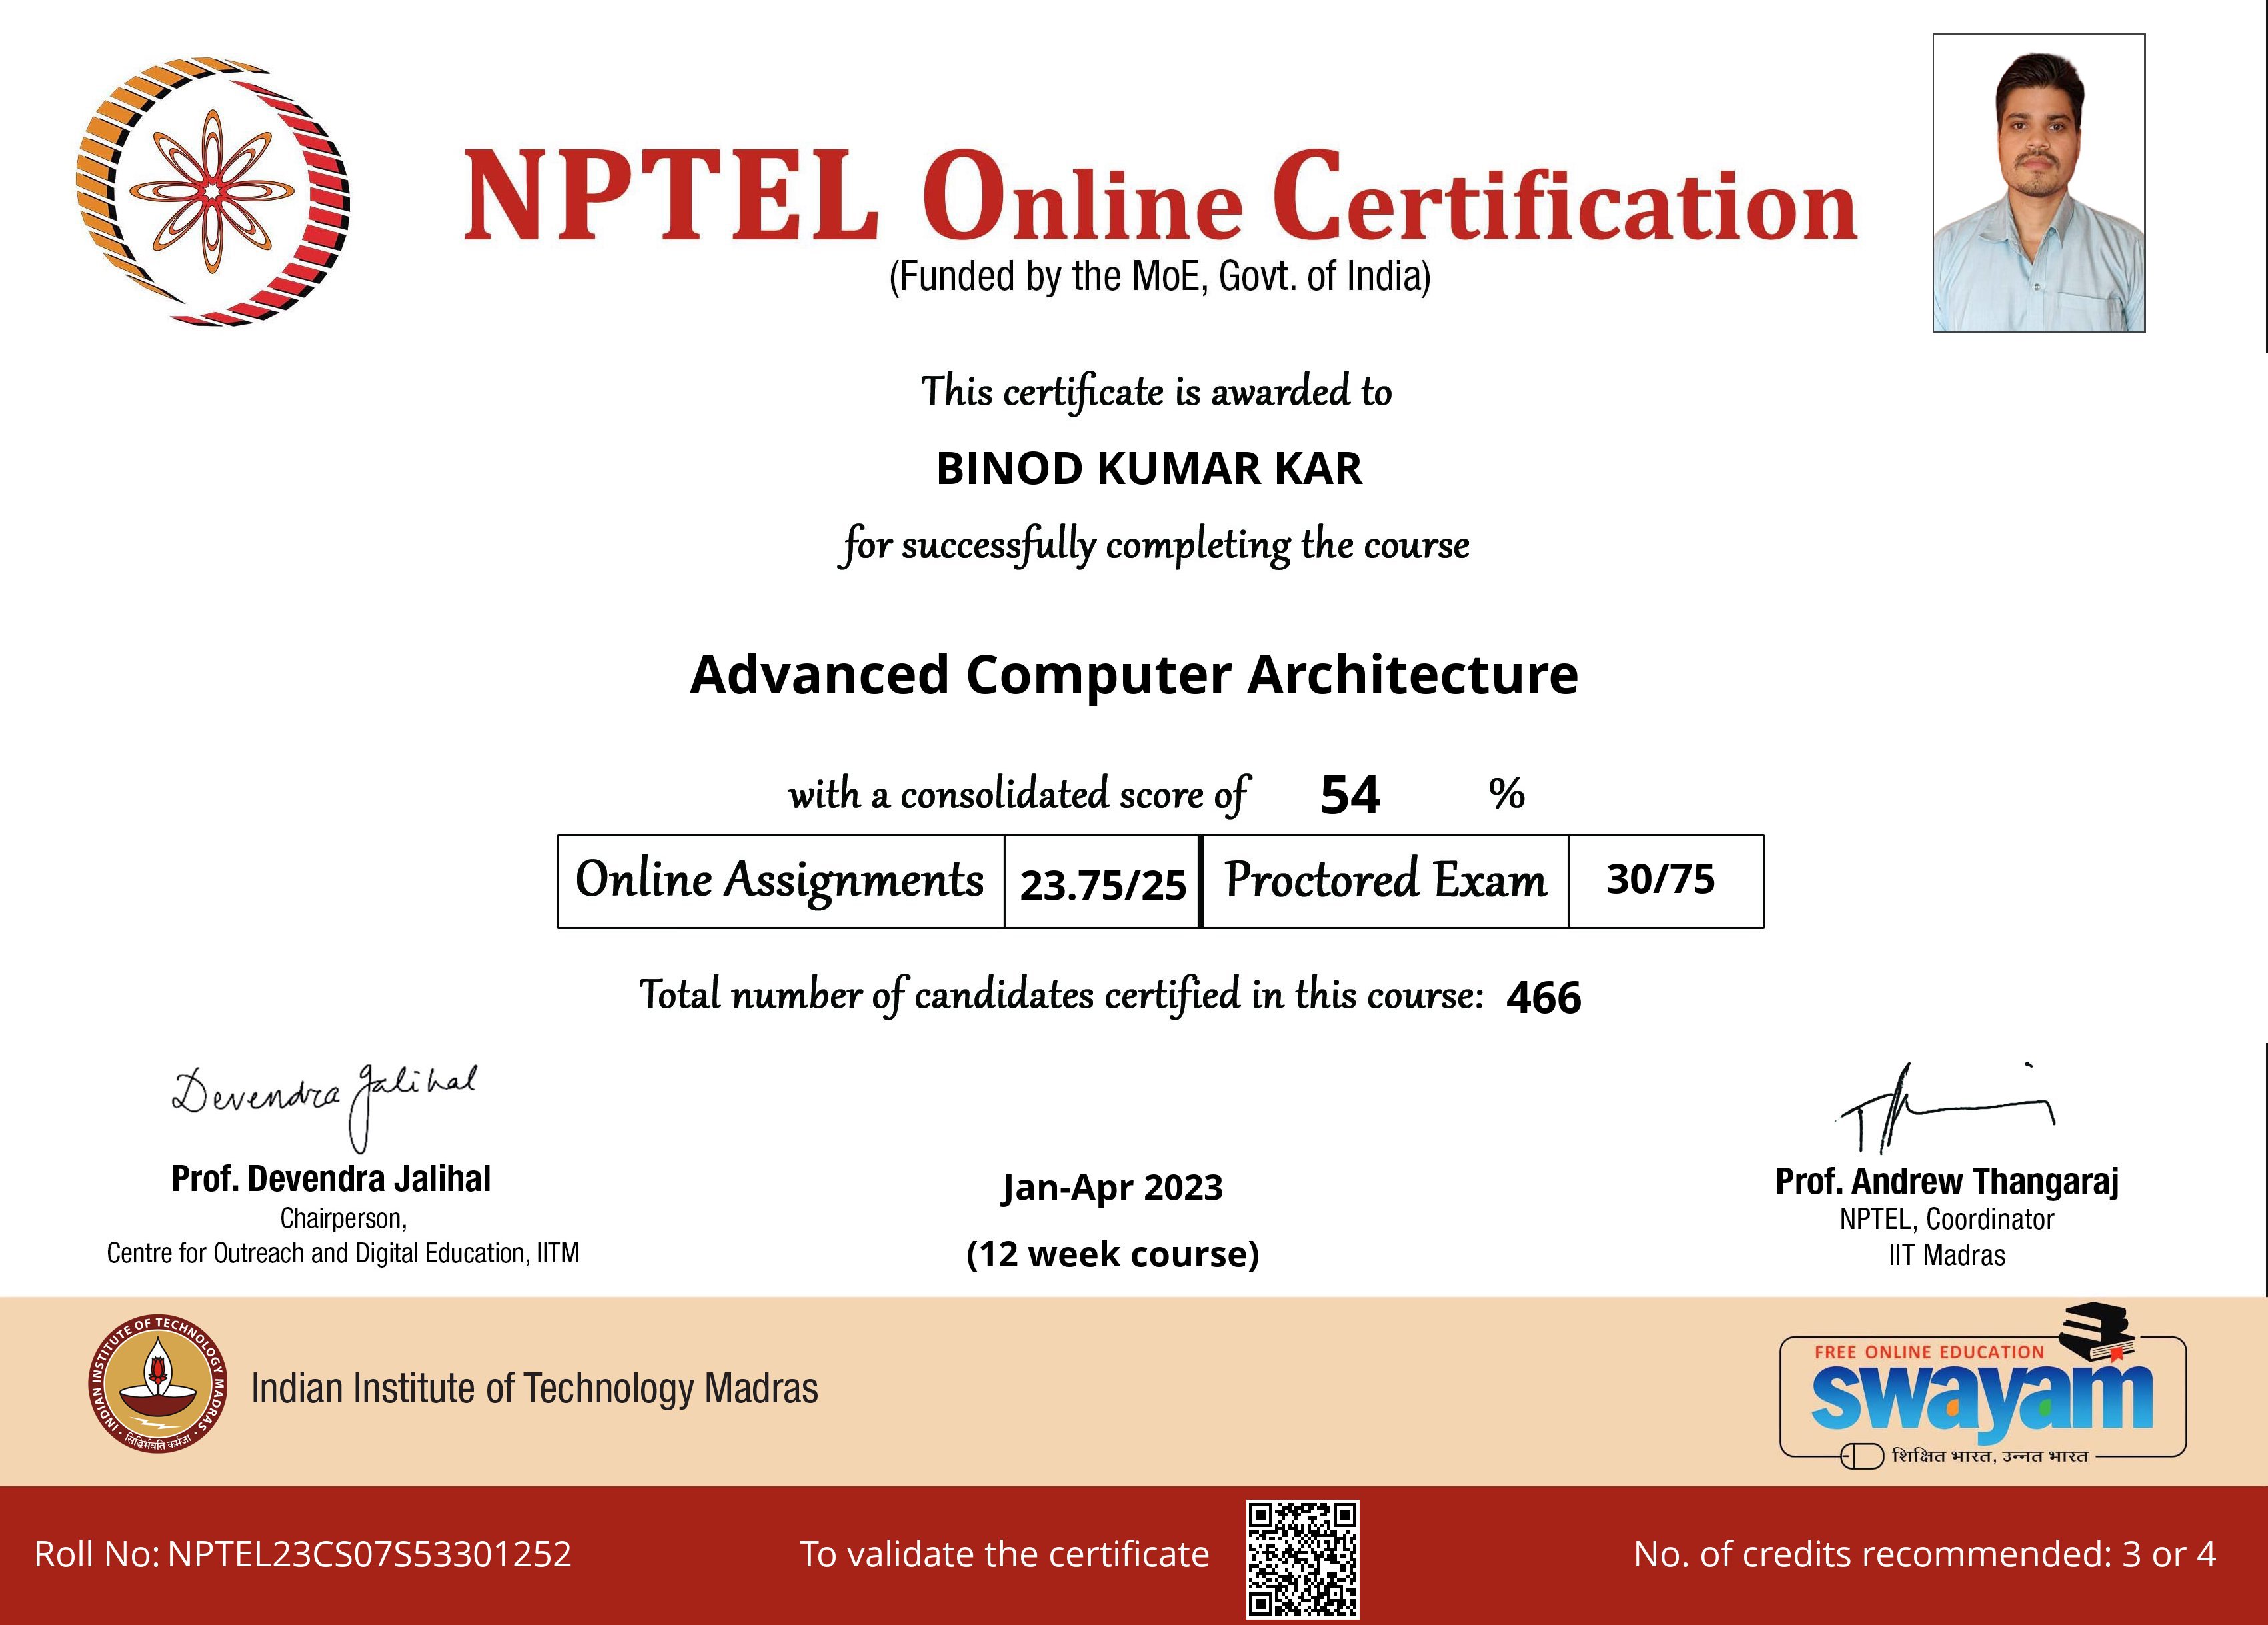 NPTEL Online Certification
(Funded by the MoE, Govt. of India)
This certificate is awarded to
BINOD KUMAR KAR
for successfully completing the course
Advanced Computer Architecture
with a consolidated score of 54 %
Online Assignments 23.75/25 Proctored Exam 30/75
Total number of candidates certified in this course: 466
Devendra Jalihal
Prof. Devendra Jalihal
Chairperson,
Centre for Outreach and Digital Education, IITM
Jan-Apr 2023
(12 week course)
Prof. Andrew Thangaraj
NPTEL, Coordinator
IIT Madras
INDIAN INSTITUTE OF TECHNOLOGY MADRAS
सिद्धिर्भवति कर्मजा
Indian Institute of Technology Madras
FREE ONLINE EDUCATION
swayam
शिक्षित भारत, उन्नत भारत
Roll No: NPTEL23CS07S53301252
To validate the certificate
No. of credits recommended: 3 or 4